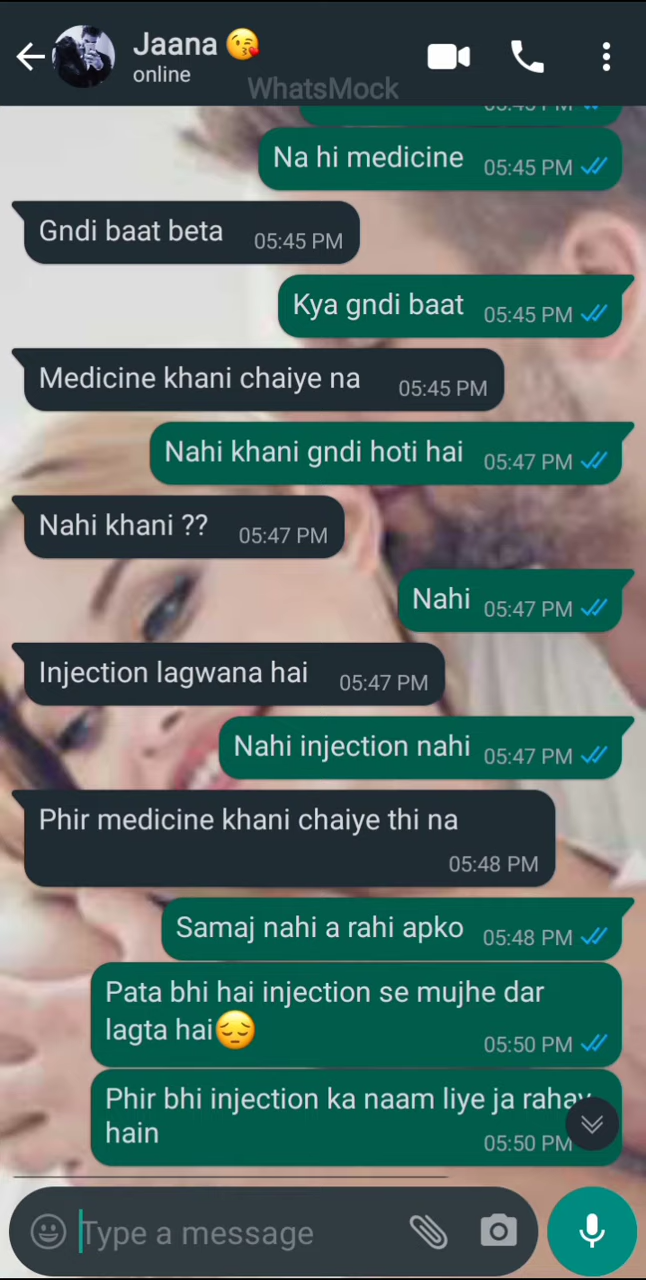 Jaana 😘
online
WhatsMock
Na hi medicine 05:45 PM
Gndi baat beta 05:45 PM
Kya gndi baat 05:45 PM
Medicine khani chaiye na 05:45 PM
Nahi khani gndi hoti hai 05:47 PM
Nahi khani ?? 05:47 PM
Nahi 05:47 PM
Injection lagwana hai 05:47 PM
Nahi injection nahi 05:47 PM
Phir medicine khani chaiye thi na
05:48 PM
Samaj nahi a rahi apko 05:48 PM
Pata bhi hai injection se mujhe dar
lagta hai😔
05:50 PM
Phir bhi injection ka naam liye ja rahay
hain
05:50 PM
Type a message